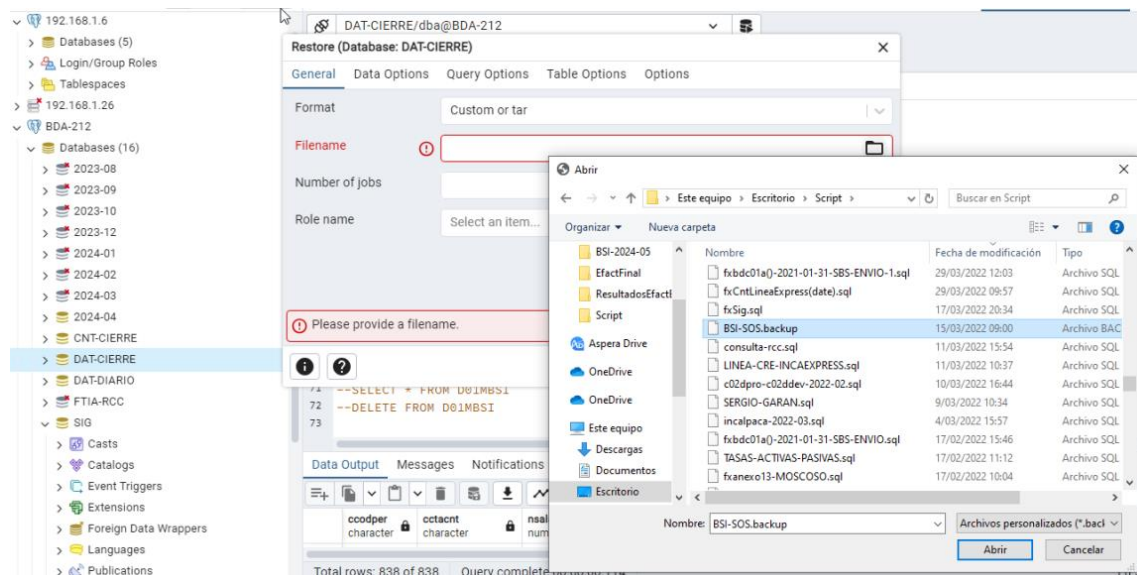 192.168.1.6
Databases (5)
Login/Group Roles
Tablespaces
192.168.1.26
BDA-212
Databases (16)
2023-08
2023-09
2023-10
2023-12
2024-01
2024-02
2024-03
2024-04
CNT-CIERRE
DAT-CIERRE
DAT-DIARIO
FTIA-RCC
SIG
Casts
Catalogs
Event Triggers
Extensions
Foreign Data Wrappers
Languages
Publications
DAT-CIERRE/dba@BDA-212
Restore (Database: DAT-CIERRE)
General Data Options Query Options Table Options Options
Format Custom or tar
Filename
Number of jobs
Role name Select an item...
Please provide a filename.
71 --SELECT * FROM D01MBSI
72 --DELETE FROM D01MBSI
73
Data Output Messages Notifications
ccodper cctacnt nsal
character character num
Total rows: 838 of 838 Query complete
Abrir
Este equipo > Escritorio > Script >
Buscar en Script
Organizar Nueva carpeta
BSI-2024-05
EfactFinal
ResultadosEfactE
Script
Aspera Drive
OneDrive
OneDrive
Este equipo
Descargas
Documentos
Escritorio
Nombre Fecha de modificación Tipo
fxbdc01a()-2021-01-31-SBS-ENVIO-1.sql 29/03/2022 12:03 Archivo SQL
fxCntLineaExpress(date).sql 29/03/2022 09:57 Archivo SQL
fxSig.sql 17/03/2022 20:34 Archivo SQL
BSI-SOS.backup 15/03/2022 09:00 Archivo BAC
consulta-rcc.sql 11/03/2022 15:54 Archivo SQL
LINEA-CRE-INCAEXPRESS.sql 11/03/2022 10:37 Archivo SQL
c02dpro-c02ddev-2022-02.sql 10/03/2022 16:44 Archivo SQL
SERGIO-GARAN.sql 9/03/2022 10:34 Archivo SQL
incalpaca-2022-03.sql 4/03/2022 15:57 Archivo SQL
fxbdc01a()-2021-01-31-SBS-ENVIO.sql 17/02/2022 15:46 Archivo SQL
TASAS-ACTIVAS-PASIVAS.sql 17/02/2022 11:12 Archivo SQL
fxanexo13-MOSCOSO.sql 17/02/2022 10:04 Archivo SQL
Nombre: BSI-SOS.backup
Archivos personalizados (*.back
Abrir Cancelar